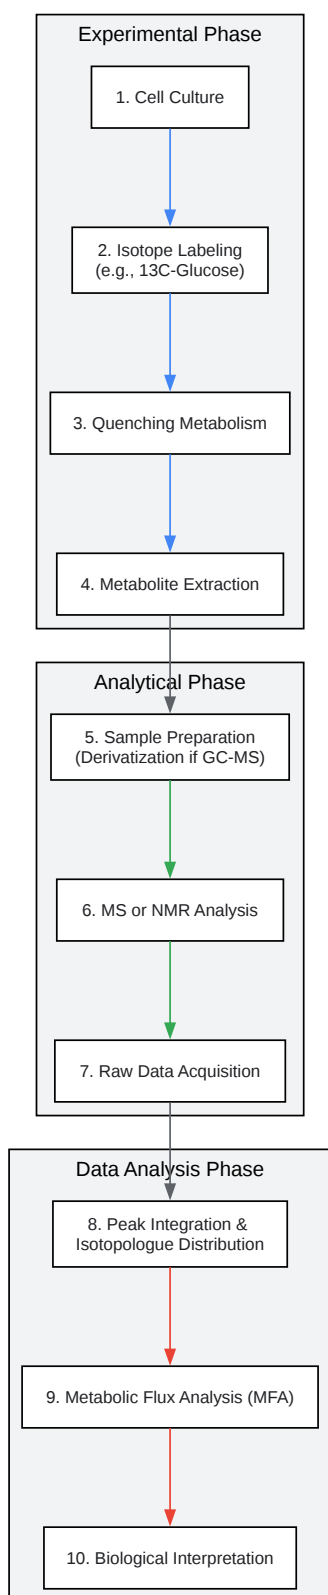 Experimental Phase
1. Cell Culture
2. Isotope Labeling
(e.g., 13C-Glucose)
3. Quenching Metabolism
4. Metabolite Extraction
Analytical Phase
5. Sample Preparation
(Derivatization if GC-MS)
6. MS or NMR Analysis
7. Raw Data Acquisition
Data Analysis Phase
8. Peak Integration &
Isotopologue Distribution
9. Metabolic Flux Analysis (MFA)
10. Biological Interpretation